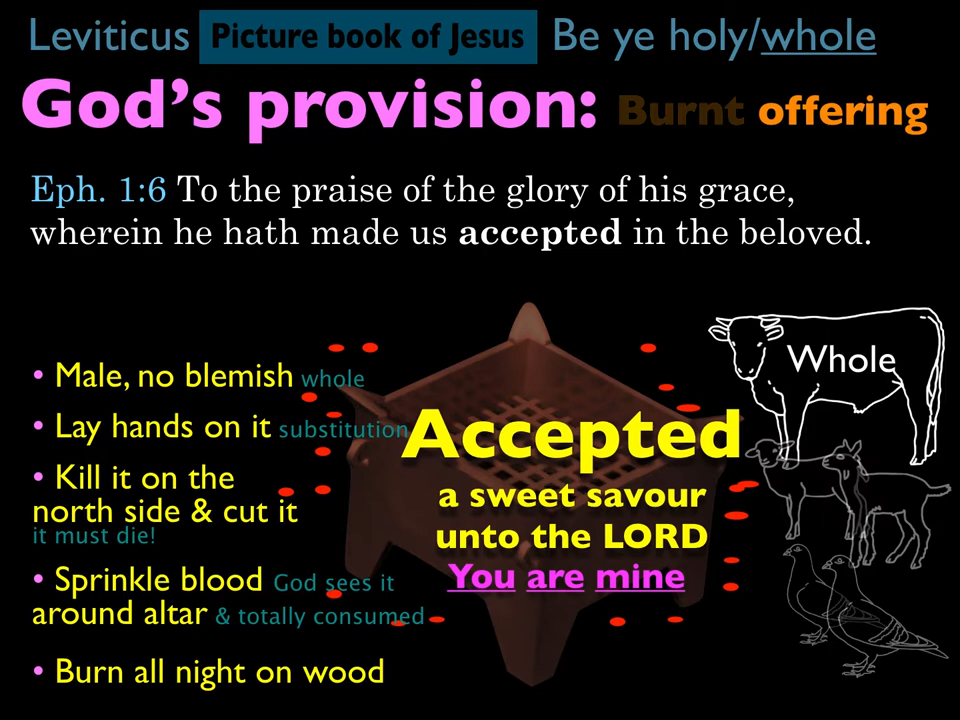 Leviticus Picture book of Jesus Be ye holy/whole
God's provision: Burnt offering
Eph. 1:6 To the praise of the glory of his grace,
wherein he hath made us accepted in the beloved.
Whole
• Male, no blemish whole
• Lay hands on it substitution
Accepted
• Kill it on the
north side & cut it
it must die!
a sweet savour
unto the LORD
You are mine
• Sprinkle blood God sees it
around altar & totally consumed
• Burn all night on wood